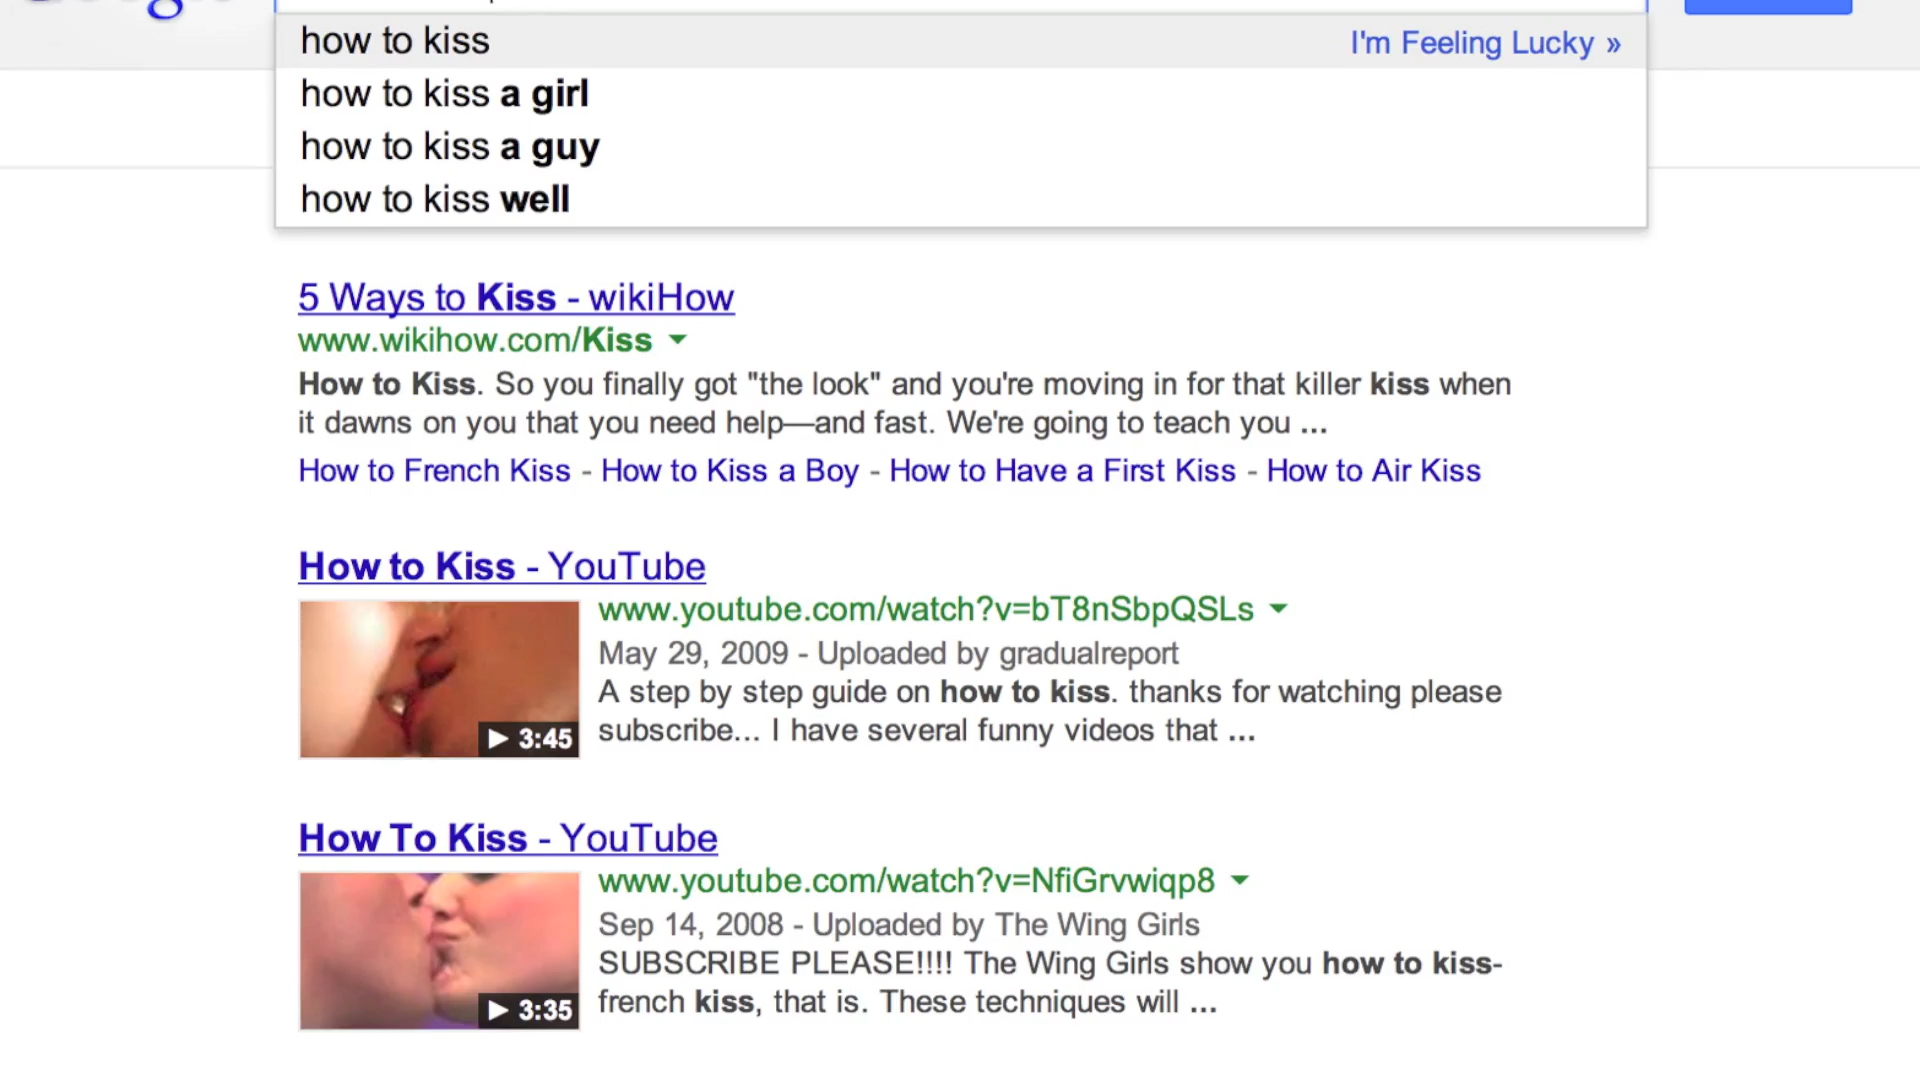 how to kiss
I'm Feeling Lucky »
how to kiss a girl
how to kiss a guy
how to kiss well
5 Ways to Kiss - wikiHow
www.wikihow.com/Kiss
How to Kiss. So you finally got "the look" and you're moving in for that killer kiss when
it dawns on you that you need help—and fast. We're going to teach you ...
How to French Kiss - How to Kiss a Boy - How to Have a First Kiss - How to Air Kiss
How to Kiss - YouTube
www.youtube.com/watch?v=bT8nSbpQSLs
May 29, 2009 - Uploaded by gradualreport
A step by step guide on how to kiss. thanks for watching please
subscribe... I have several funny videos that ...
3:45
How To Kiss - YouTube
www.youtube.com/watch?v=NfiGrvwiqp8
Sep 14, 2008 - Uploaded by The Wing Girls
SUBSCRIBE PLEASE!!!! The Wing Girls show you how to kiss-
french kiss, that is. These techniques will ...
3:35